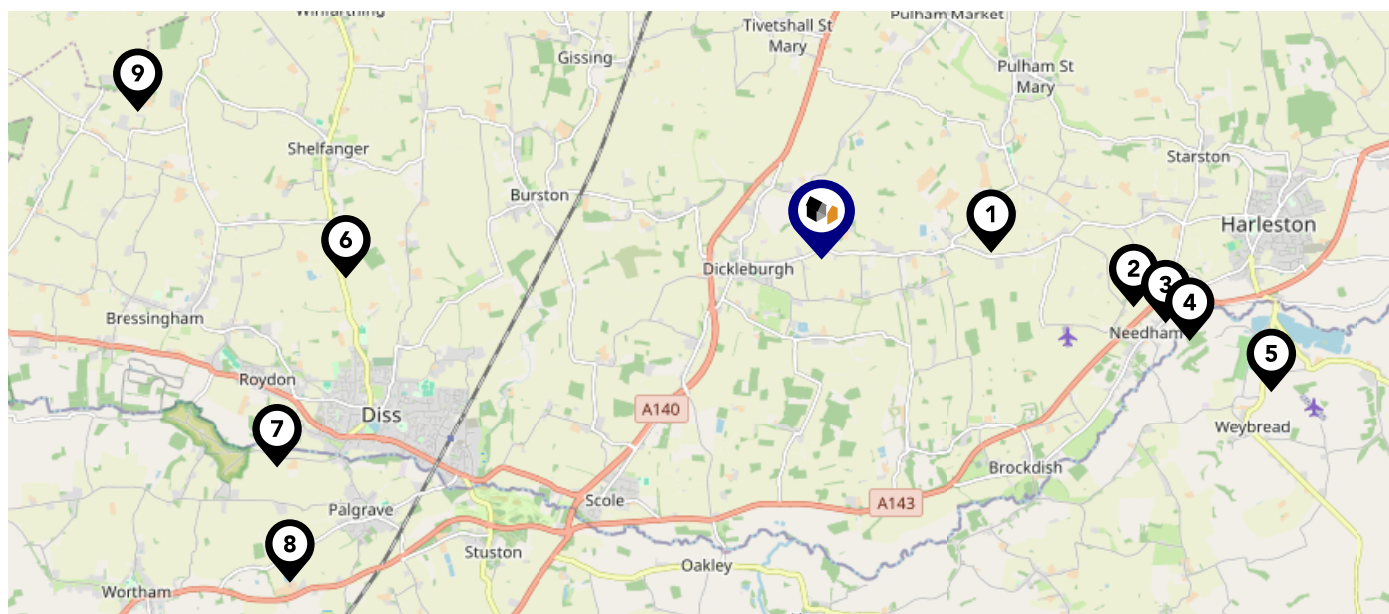 Winfarthing
Tivetshall St
Mary
Pulham Market
Gissing
9
Pulham St
Mary
Shelfanger
Starston
Burston
1
Harleston
6
Dickleburgh
2
3
4
Bressingham
Needham
5
Roydon
Diss
A140
7
Weybread
Brockdish
Scole
A143
Palgrave
8
Stuston
Oakley
Wortham